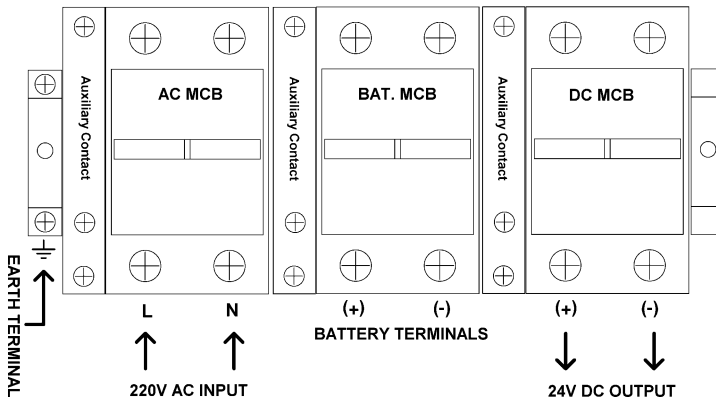 Auxiliary Contact
AC MCB
Auxiliary Contact
BAT. MCB
Auxiliary Contact
DC MCB
EARTH TERMINAL
L N
(+) (-)
(+) (-)
BATTERY TERMINALS
220V AC INPUT
24V DC OUTPUT